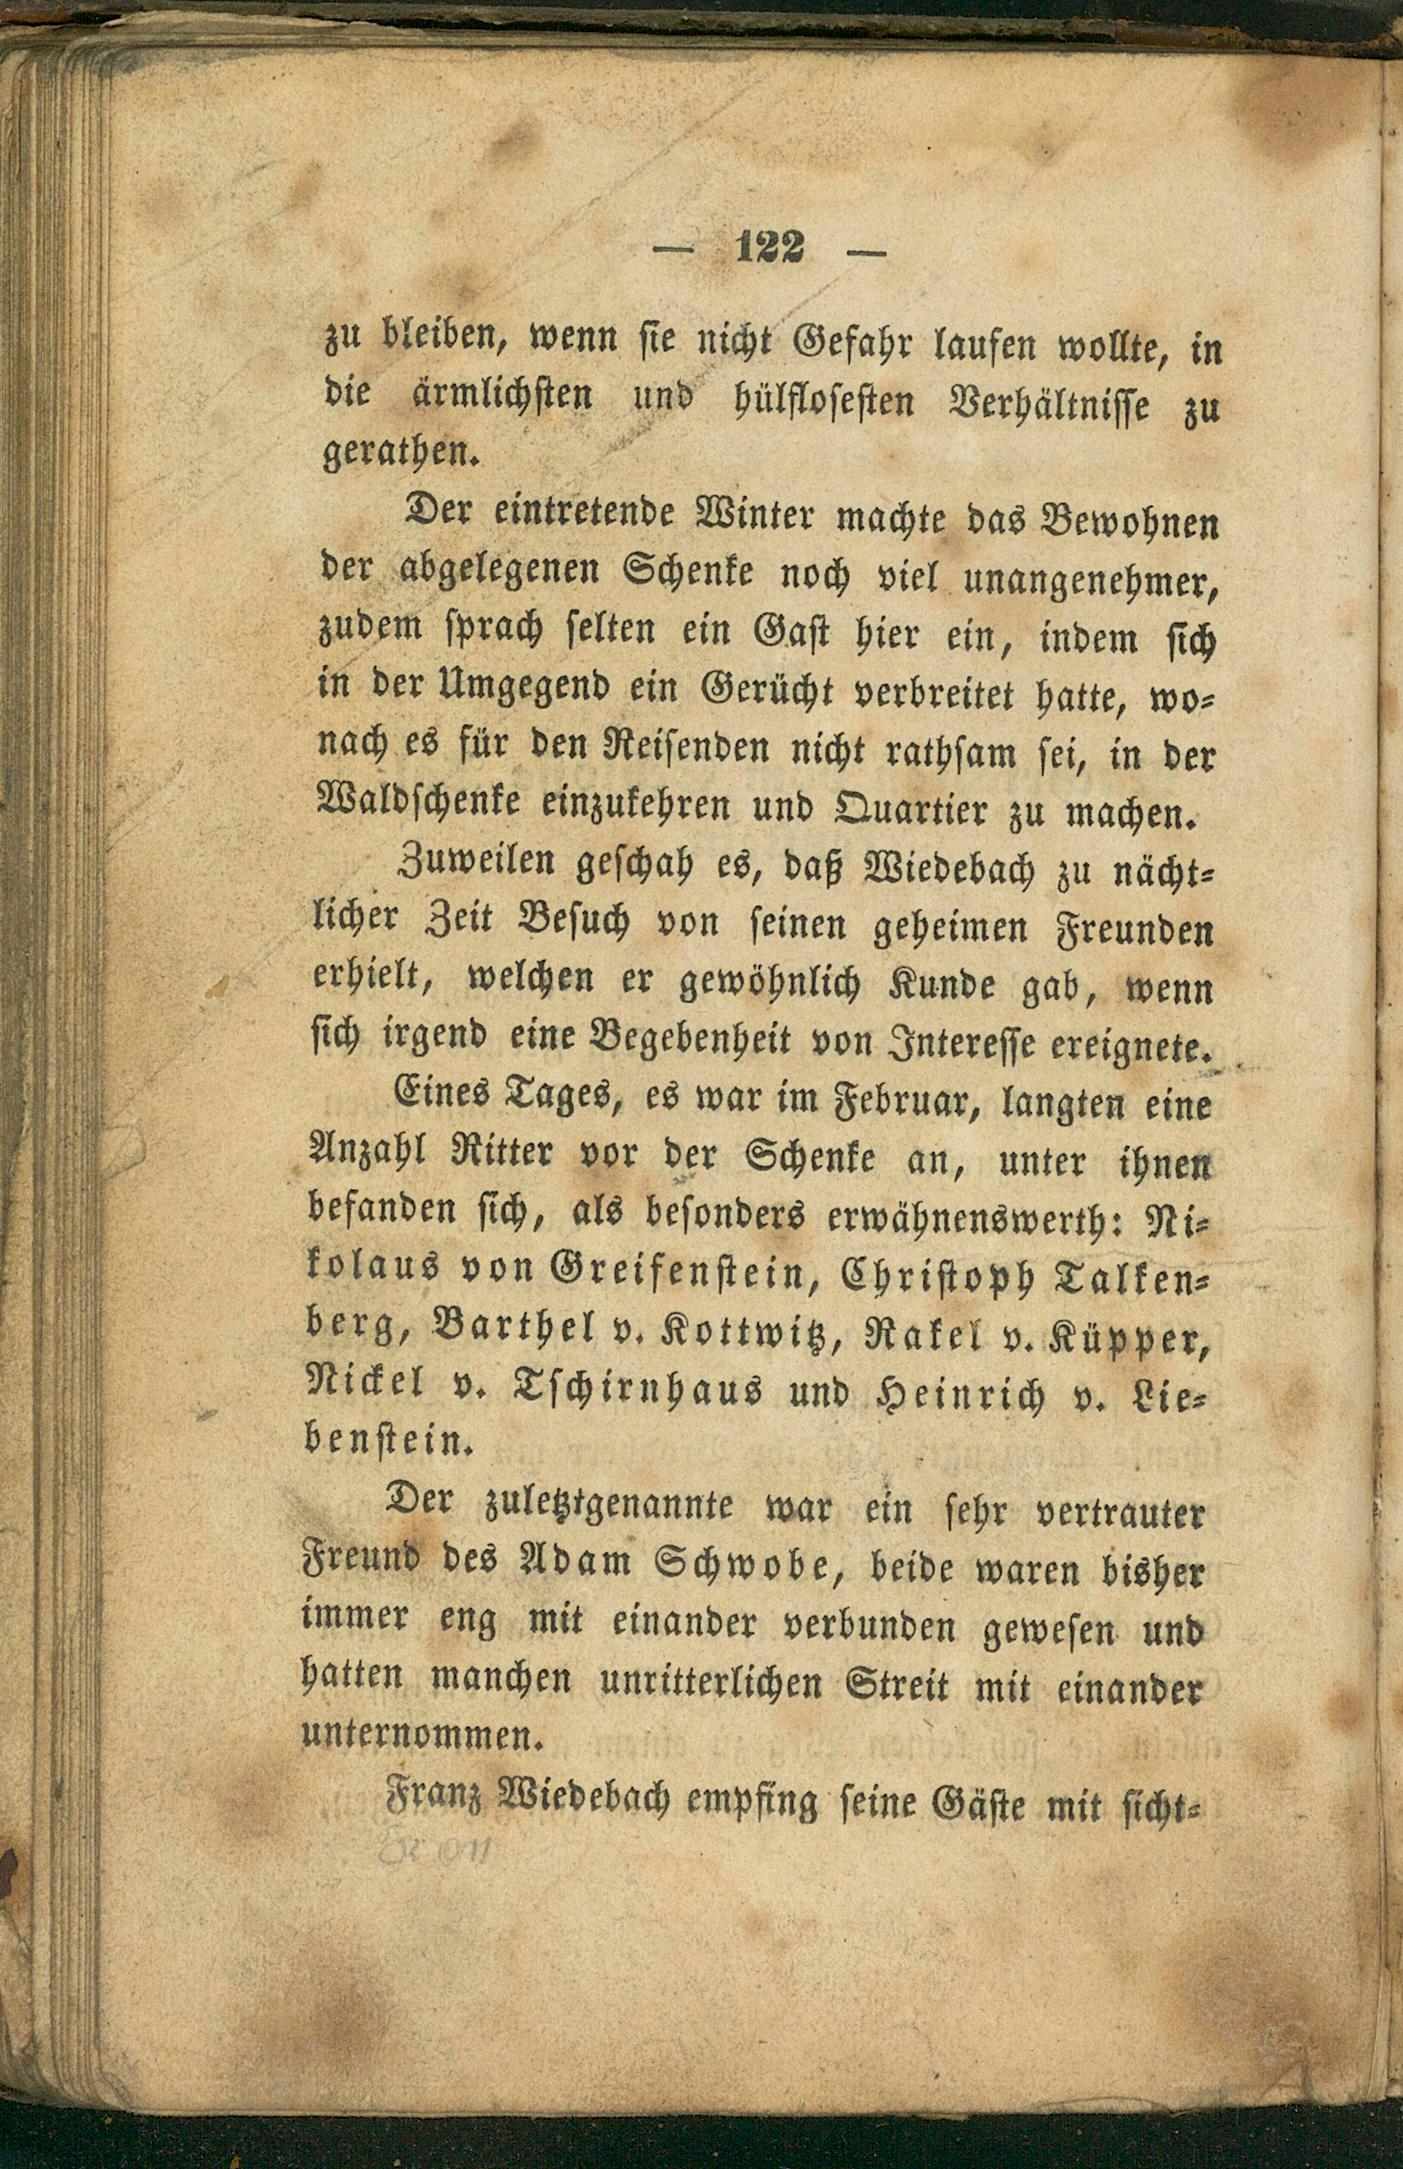 — 122 —
zu bleiben, wenn sie nicht Gefahr laufen wollte, in
die ärmlichsten und hülflosesten Verhältnisse zu
gerathen.
Der eintretende Winter machte das Bewohnen
der abgelegenen Schenke noch viel unangenehmer,
zudem sprach selten ein Gast hier ein, indem sich
in der Umgegend ein Gerücht verbreitet hatte, wo-
nach es für den Reisenden nicht rathsam sei, in der
Waldschenke einzukehren und Quartier zu machen.
Zuweilen geschah es, daß Wiedebach zu nächt-
licher Zeit Besuch von seinen geheimen Freunden
erhielt, welchen er gewöhnlich Kunde gab, wenn
sich irgend eine Begebenheit von Interesse ereignete.
Eines Tages, es war im Februar, langten eine
Anzahl Ritter vor der Schenke an, unter ihnen
befanden sich, als besonders erwähnenswerth: Ni-
kolaus von Greifenstein, Christoph Talken-
berg, Barthel v. Kottwitz, Rakel v. Küpper,
Nickel v. Tschirnhaus und Heinrich v. Lie-
benstein.
Der zuletztgenannte war ein sehr vertrauter
Freund des Adam Schwobe, beide waren bisher
immer eng mit einander verbunden gewesen und
hatten manchen unritterlichen Streit mit einander
unternommen.
Franz Wiedebach empfing seine Gäste mit sicht-